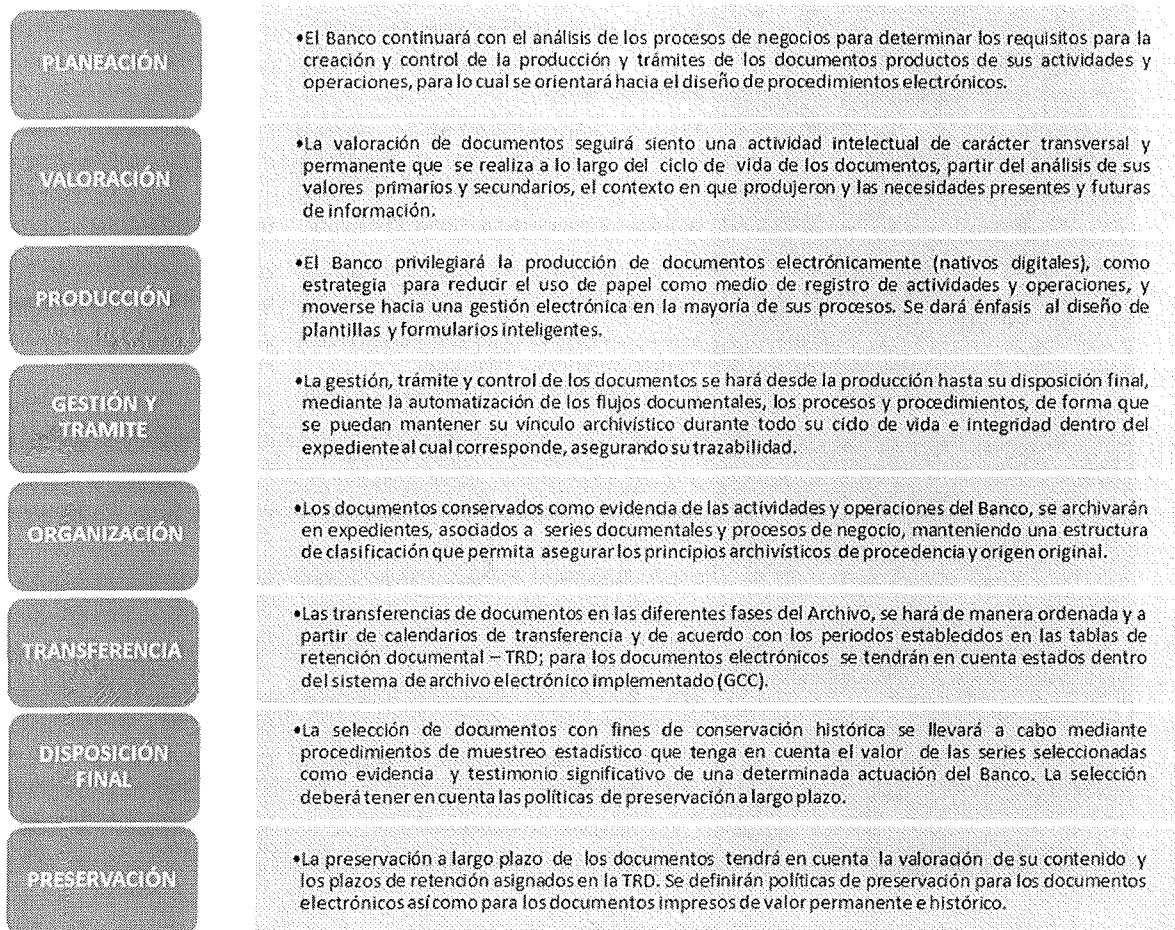 PLANEACIÓN
•El Banco continuará con el análisis de los procesos de negocios para determinar los requisitos para la
creación y control de la producción y trámites de los documentos productos de sus actividades y
operaciones, para lo cual se orientará hacia el diseño de procedimientos electrónicos.
VALORACIÓN
•La valoración de documentos seguirá siento una actividad intelectual de carácter transversal y
permanente que se realiza a lo largo del ciclo de vida de los documentos, partir del análisis de sus
valores primarios y secundarios, el contexto en que produjeron y las necesidades presentes y futuras
de información.
PRODUCCIÓN
•El Banco privilegiará la producción de documentos electrónicamente (nativos digitales), como
estrategia para reducir el uso de papel como medio de registro de actividades y operaciones, y
moverse hacia una gestión electrónica en la mayoría de sus procesos. Se dará énfasis al diseño de
plantillas y formularios inteligentes.
GESTIÓN Y
TRAMITE
•La gestión, trámite y control de los documentos se hará desde la producción hasta su disposición final,
mediante la automatización de los flujos documentales, los procesos y procedimientos, de forma que
se puedan mantener su vínculo archivístico durante todo su ciclo de vida e integridad dentro del
expediente al cual corresponde, asegurando su trazabilidad.
ORGANIZACIÓN
•Los documentos conservados como evidencia de las actividades y operaciones del Banco, se archivarán
en expedientes, asociados a series documentales y procesos de negocio, manteniendo una estructura
de clasificación que permita asegurar los principios archivísticos de procedencia y origen original.
TRANSFERENCIA
•Las transferencias de documentos en las diferentes fases del Archivo, se hará de manera ordenada y a
partir de calendarios de transferencia y de acuerdo con los periodos establecidos en las tablas de
retención documental – TRD; para los documentos electrónicos se tendrán en cuenta estados dentro
del sistema de archivo electrónico implementado (GCC).
DISPOSICIÓN
FINAL
•La selección de documentos con fines de conservación histórica se llevará a cabo mediante
procedimientos de muestreo estadístico que tenga en cuenta el valor de las series seleccionadas
como evidencia y testimonio significativo de una determinada actuación del Banco. La selección
deberá tener en cuenta las políticas de preservación a largo plazo.
PRESERVACIÓN
•La preservación a largo plazo de los documentos tendrá en cuenta la valoración de su contenido y
los plazos de retención asignados en la TRD. Se definirán políticas de preservación para los documentos
electrónicos así como para los documentos impresos de valor permanente e histórico.